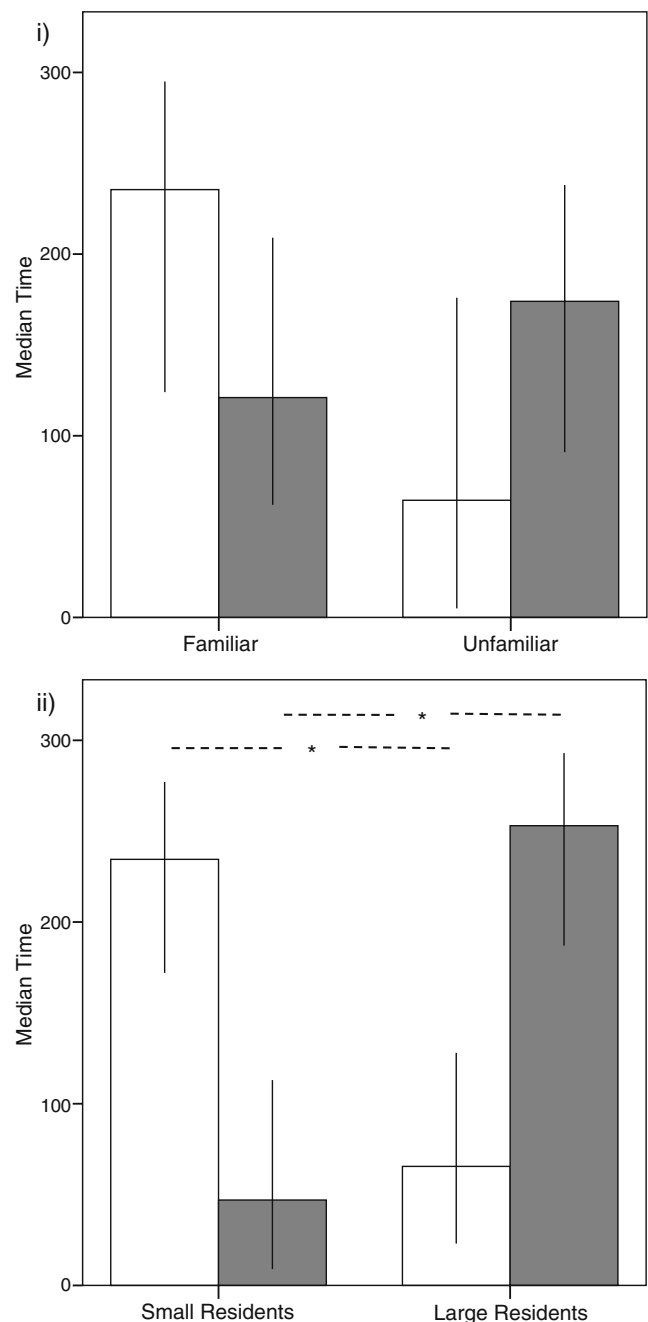 i)
300
200
100
0
Median Time
Familiar Unfamiliar
ii)
*
*
300
200
100
0
Median Time
Small Residents Large Residents